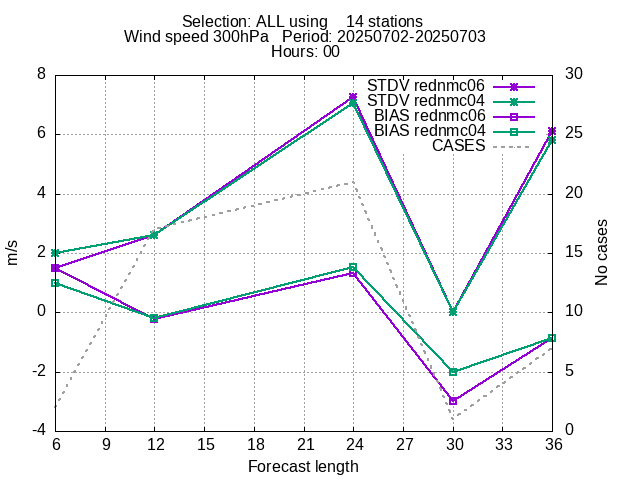 Selection: ALL using    14 stations
Wind speed 300hPa   Period: 20250702-20250703
Hours: 00
8
6
4
2
0
-2
-4
30
25
20
15
10
5
0
STDV rednmc06
STDV rednmc04
BIAS rednmc06
BIAS rednmc04
CASES
m/s
No cases
6 9 12 15 18 21 24 27 30 33 36
Forecast length